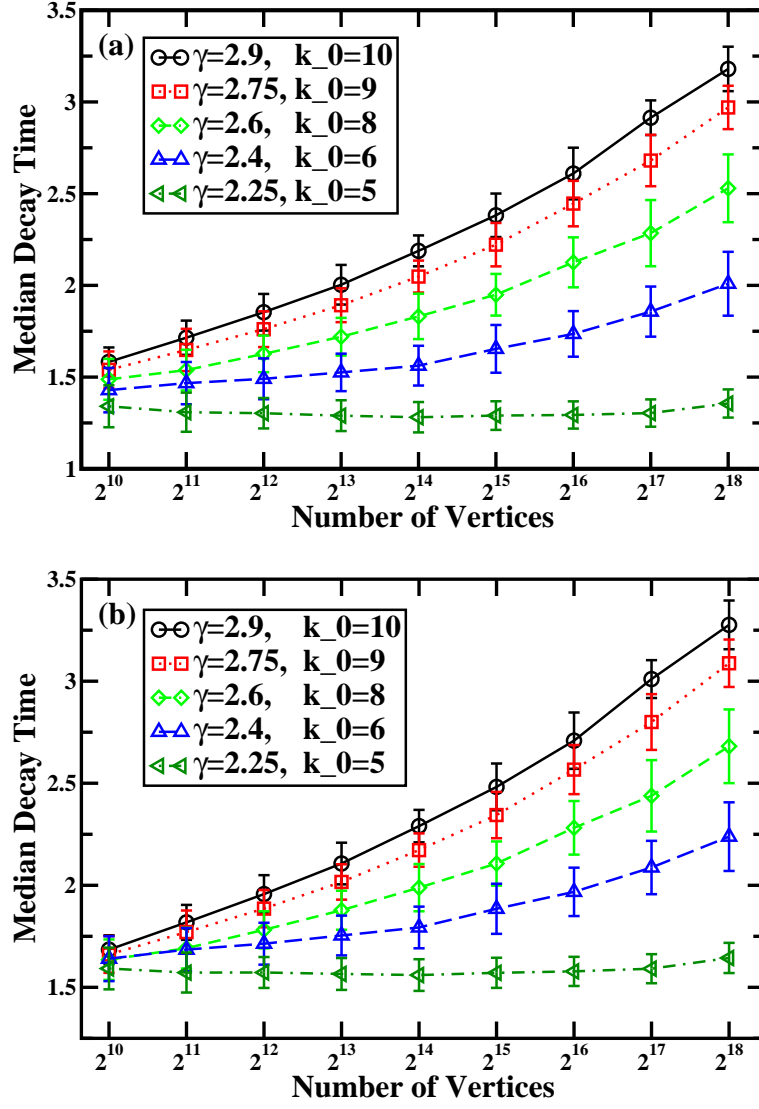 3.5
(a)
γ=2.9, k_0=10
γ=2.75, k_0=9
γ=2.6, k_0=8
γ=2.4, k_0=6
γ=2.25, k_0=5
3
2.5
2
1.5
1
Median Decay Time
2^10 2^11 2^12 2^13 2^14 2^15 2^16 2^17 2^18
Number of Vertices
3.5
(b)
γ=2.9, k_0=10
γ=2.75, k_0=9
γ=2.6, k_0=8
γ=2.4, k_0=6
γ=2.25, k_0=5
3
2.5
2
1.5
Median Decay Time
2^10 2^11 2^12 2^13 2^14 2^15 2^16 2^17 2^18
Number of Vertices